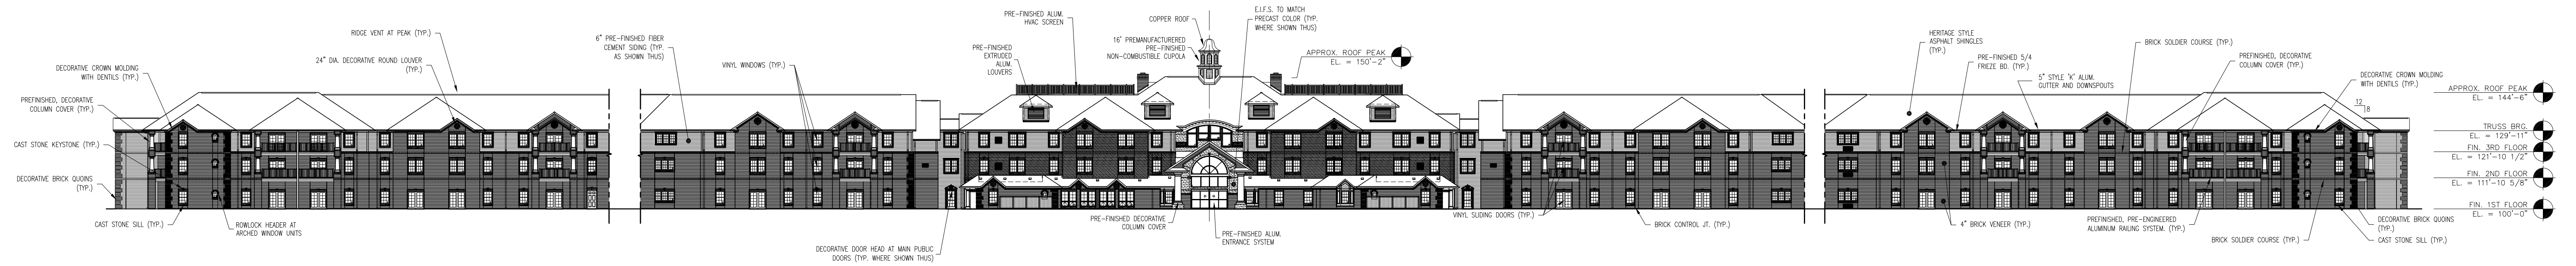 RIDGE VENT AT PEAK (TYP.)
24" DIA. DECORATIVE ROUND LOUVER
(TYP.)
DECORATIVE CROWN MOLDING
WITH DENTILS (TYP.)
PREFINISHED, DECORATIVE
COLUMN COVER (TYP.)
CAST STONE KEYSTONE (TYP.)
DECORATIVE BRICK QUOINS
(TYP.)
CAST STONE SILL (TYP.)
ROWLOCK HEADER AT
ARCHED WINDOW UNITS
6" PRE-FINISHED FIBER
CEMENT SIDING (TYP.
AS SHOWN THUS)
VINYL WINDOWS (TYP.)
DECORATIVE DOOR HEAD AT MAIN PUBLIC
DOORS (TYP. WHERE SHOWN THUS)
PRE-FINISHED
EXTRUDED
ALUM.
LOUVERS
PRE-FINISHED ALUM.
HVAC SCREEN
COPPER ROOF
16' PREMANUFACTURERED
PRE-FINISHED
NON-COMBUSTIBLE CUPOLA
E.I.F.S. TO MATCH
PRECAST COLOR (TYP.
WHERE SHOWN THUS)
APPROX. ROOF PEAK
EL. = 150'-2"
PRE-FINISHED DECORATIVE
COLUMN COVER
PRE-FINISHED ALUM.
ENTRANCE SYSTEM
VINYL SLIDING DOORS (TYP.)
BRICK CONTROL JT. (TYP.)
HERITAGE STYLE
ASPHALT SHINGLES
(TYP.)
PRE-FINISHED 5/4
FRIEZE BD. (TYP.)
5" STYLE 'K' ALUM.
GUTTER AND DOWNSPOUTS
BRICK SOLDIER COURSE (TYP.)
PREFINISHED, DECORATIVE
COLUMN COVER (TYP.)
DECORATIVE CROWN MOLDING
WITH DENTILS (TYP.)
12
8
4" BRICK VENEER (TYP.)
PREFINISHED, PRE-ENGINEERED
ALUMINUM RAILING SYSTEM. (TYP.)
BRICK SOLDIER COURSE (TYP.)
DECORATIVE BRICK QUOINS
(TYP.)
CAST STONE SILL (TYP.)
APPROX. ROOF PEAK
EL. = 144'-6"
TRUSS BRG.
EL. = 129'-11"
FIN. 3RD FLOOR
EL. = 121'-10 1/2"
FIN. 2ND FLOOR
EL. = 111'-10 5/8"
FIN. 1ST FLOOR
EL. = 100'-0"